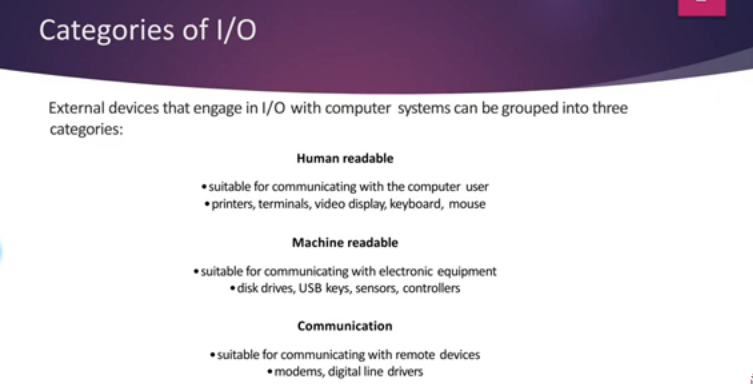 Categories of I/O
External devices that engage in I/O with computer systems can be grouped into three
categories:
Human readable
•suitable for communicating with the computer user
•printers, terminals, video display, keyboard, mouse
Machine readable
•suitable for communicating with electronic equipment
•disk drives, USB keys, sensors, controllers
Communication
•suitable for communicating with remote devices
•modems, digital line drivers